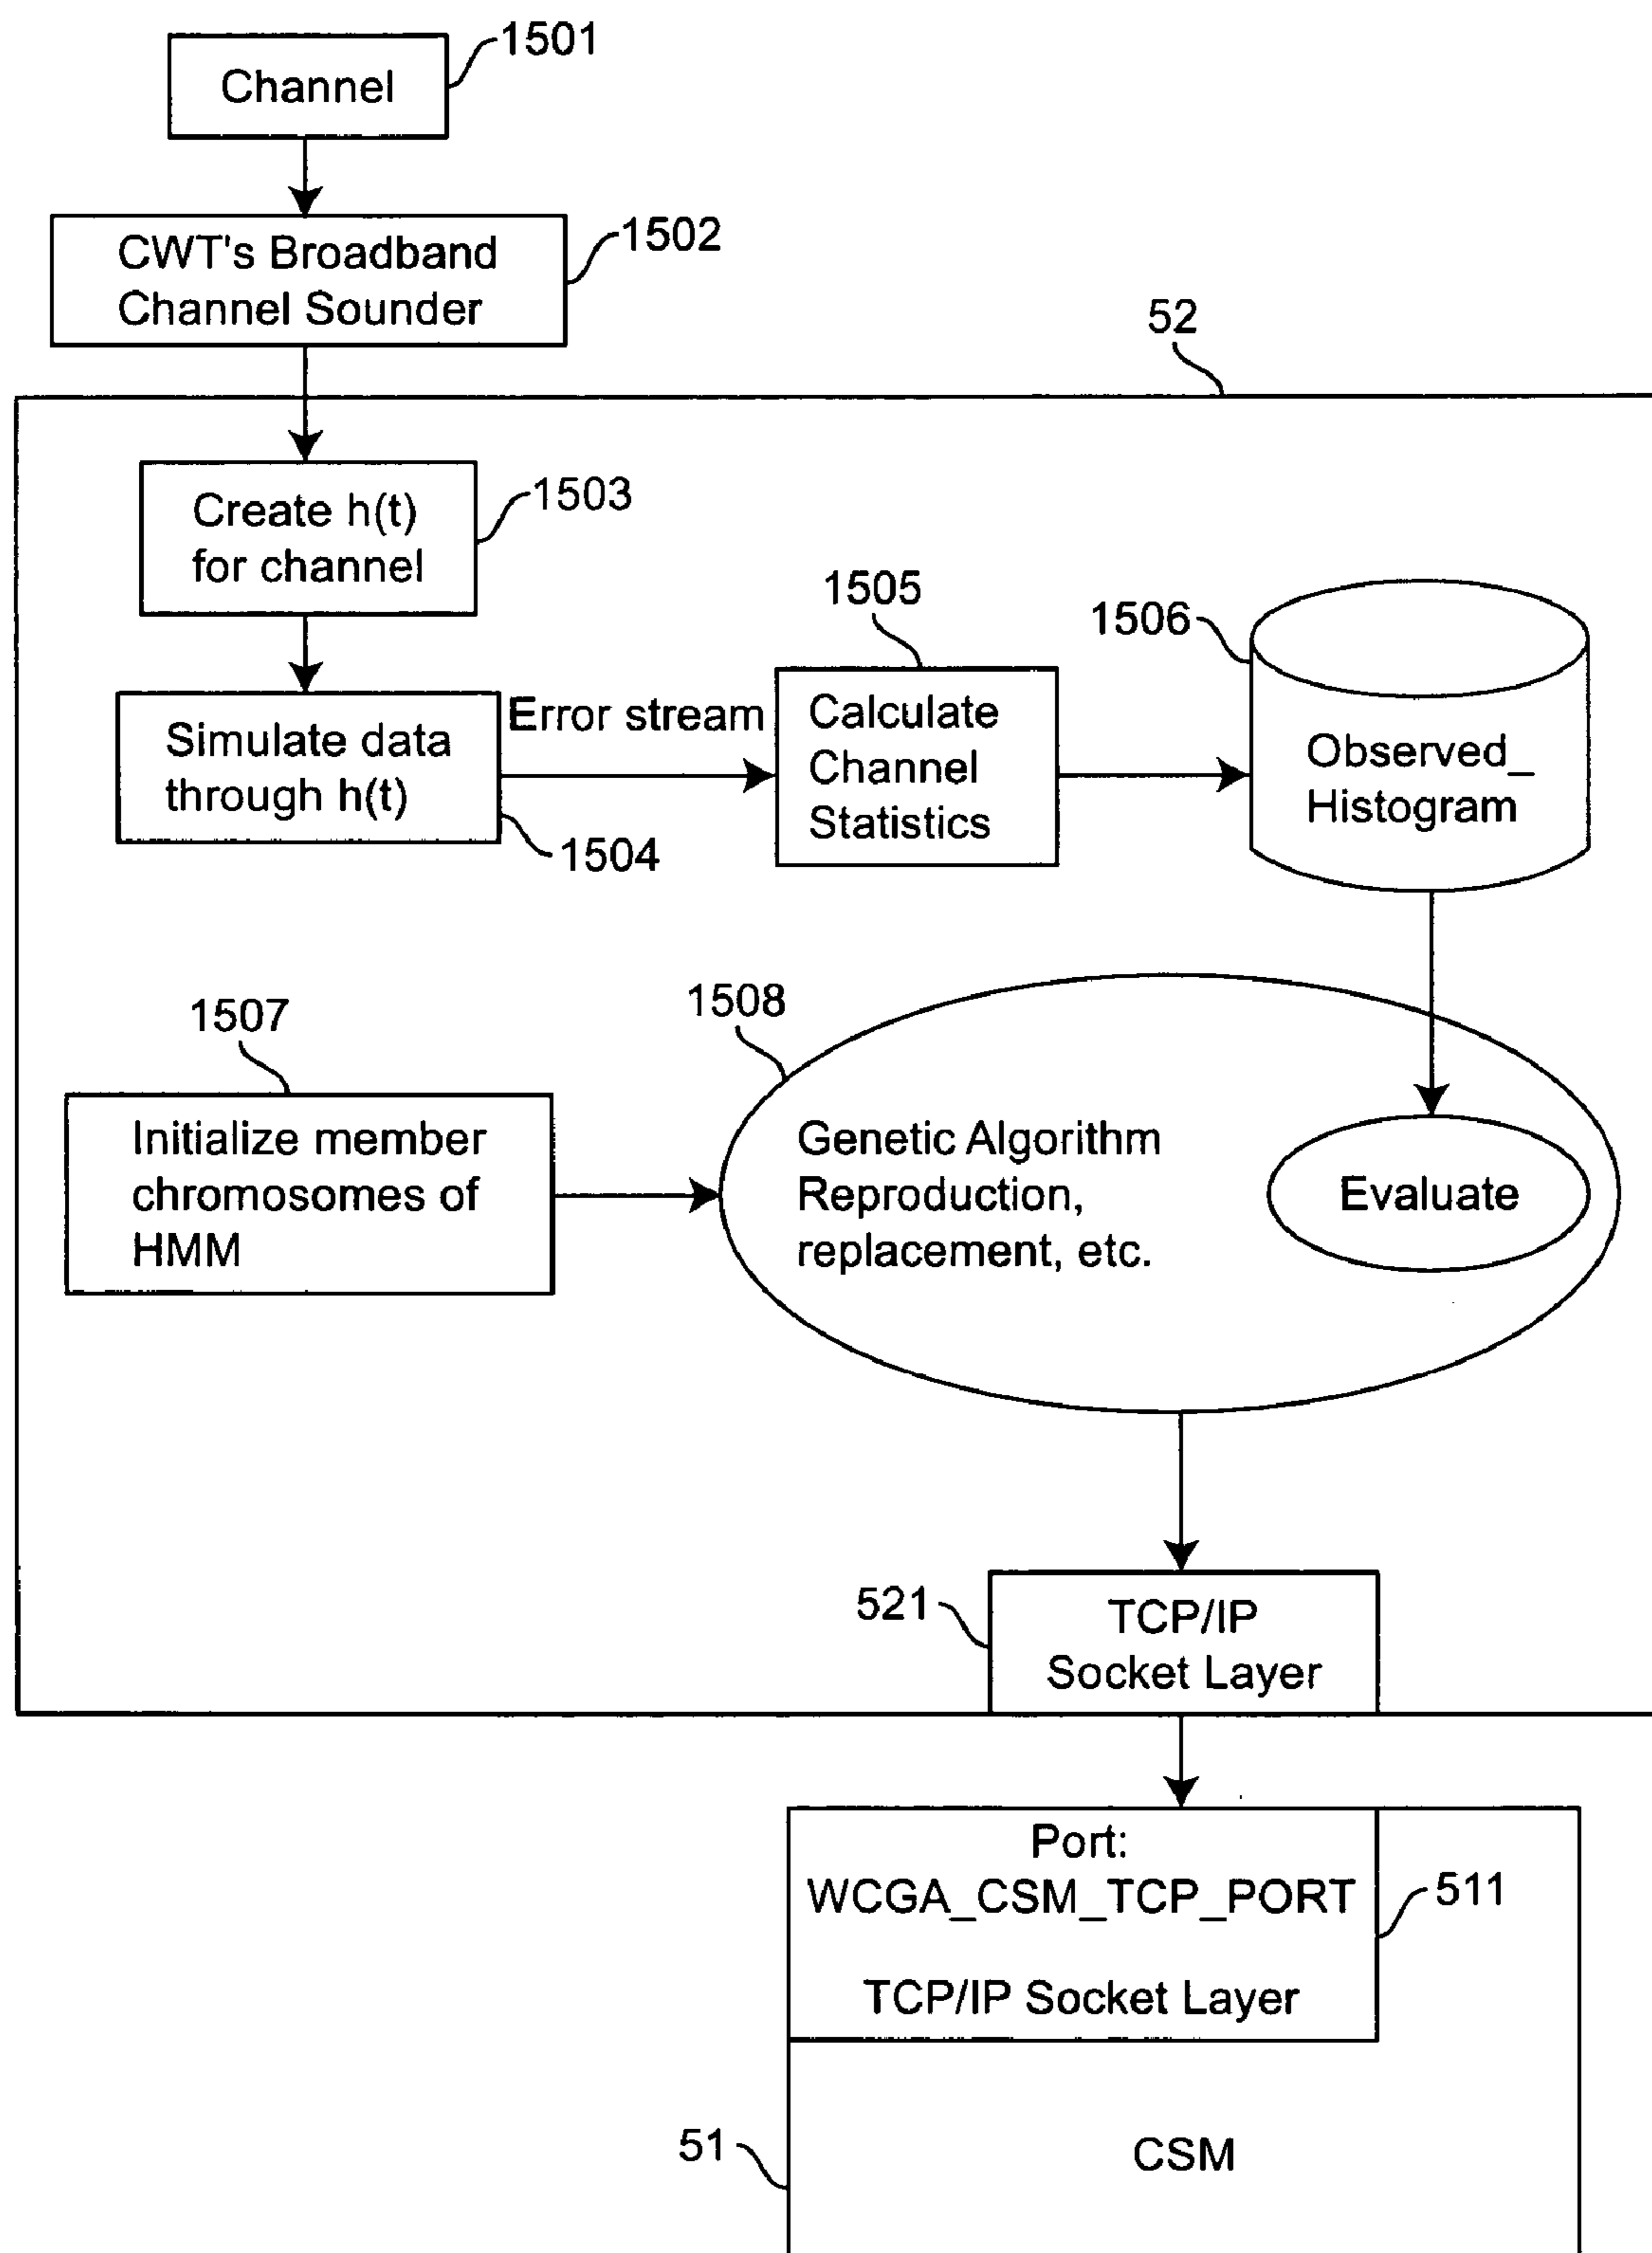 1501
Channel
1502
CWT's Broadband
Channel Sounder
52
1503
Create h(t)
for channel
1505
1506
Error stream
Simulate data
through h(t)
1504
Calculate
Channel
Statistics
Observed_
Histogram
1507
1508
Initialize member
chromosomes of
HMM
Genetic Algorithm
Reproduction,
replacement, etc.
Evaluate
521
TCP/IP
Socket Layer
Port:
WCGA_CSM_TCP_PORT
511
TCP/IP Socket Layer
51
CSM